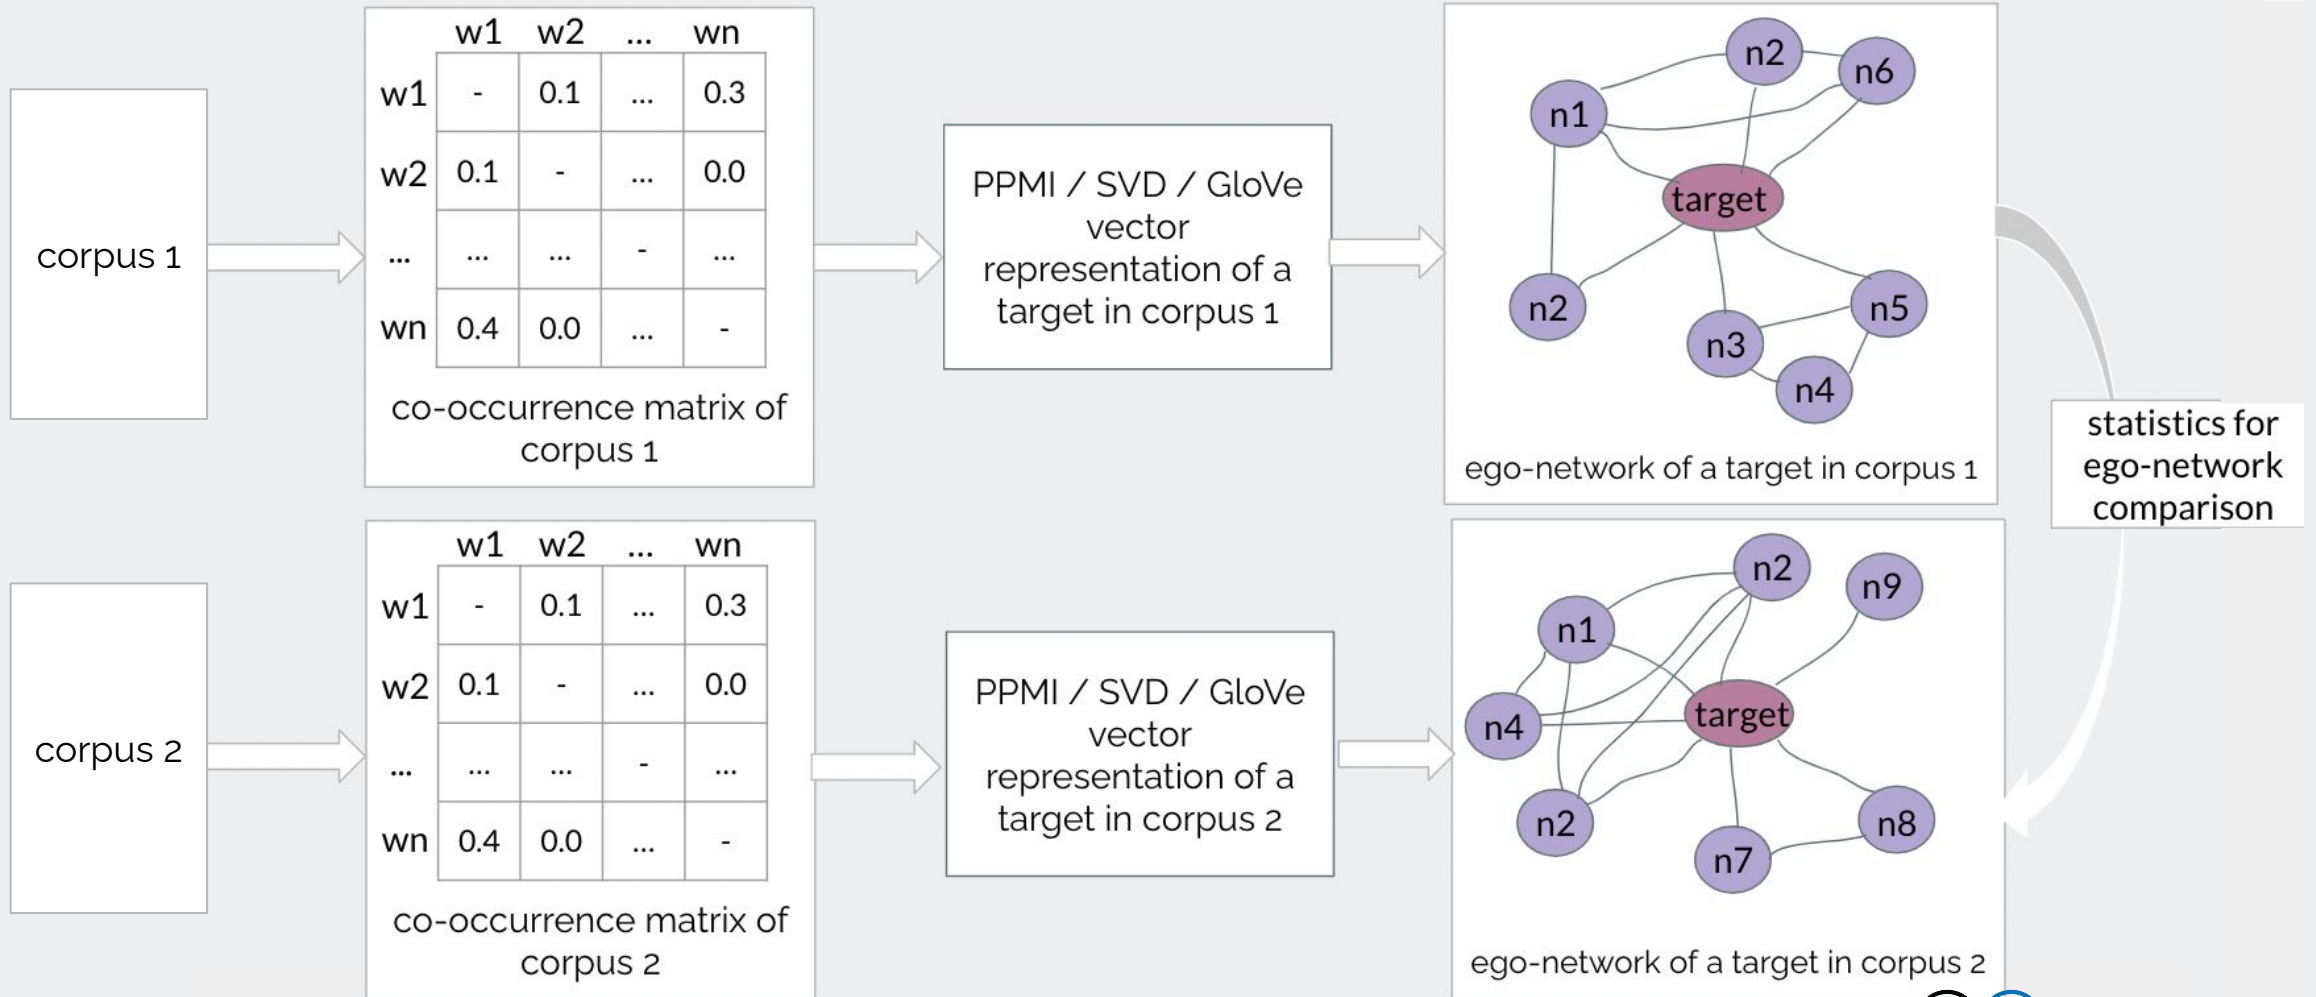 corpus 1
w1 w2 ... wn
w1 - 0.1 ... 0.3
w2 0.1 - ... 0.0
... ... ... - ...
wn 0.4 0.0 ... -
co-occurrence matrix of
corpus 1
PPMI / SVD / GloVe
vector
representation of a
target in corpus 1
n2
n6
n1
target
n2
n5
n3
n4
ego-network of a target in corpus 1
statistics for
ego-network
comparison
corpus 2
w1 w2 ... wn
w1 - 0.1 ... 0.3
w2 0.1 - ... 0.0
... ... ... - ...
wn 0.4 0.0 ... -
co-occurrence matrix of
corpus 2
PPMI / SVD / GloVe
vector
representation of a
target in corpus 2
n2
n9
n1
n4
target
n2
n8
n7
ego-network of a target in corpus 2